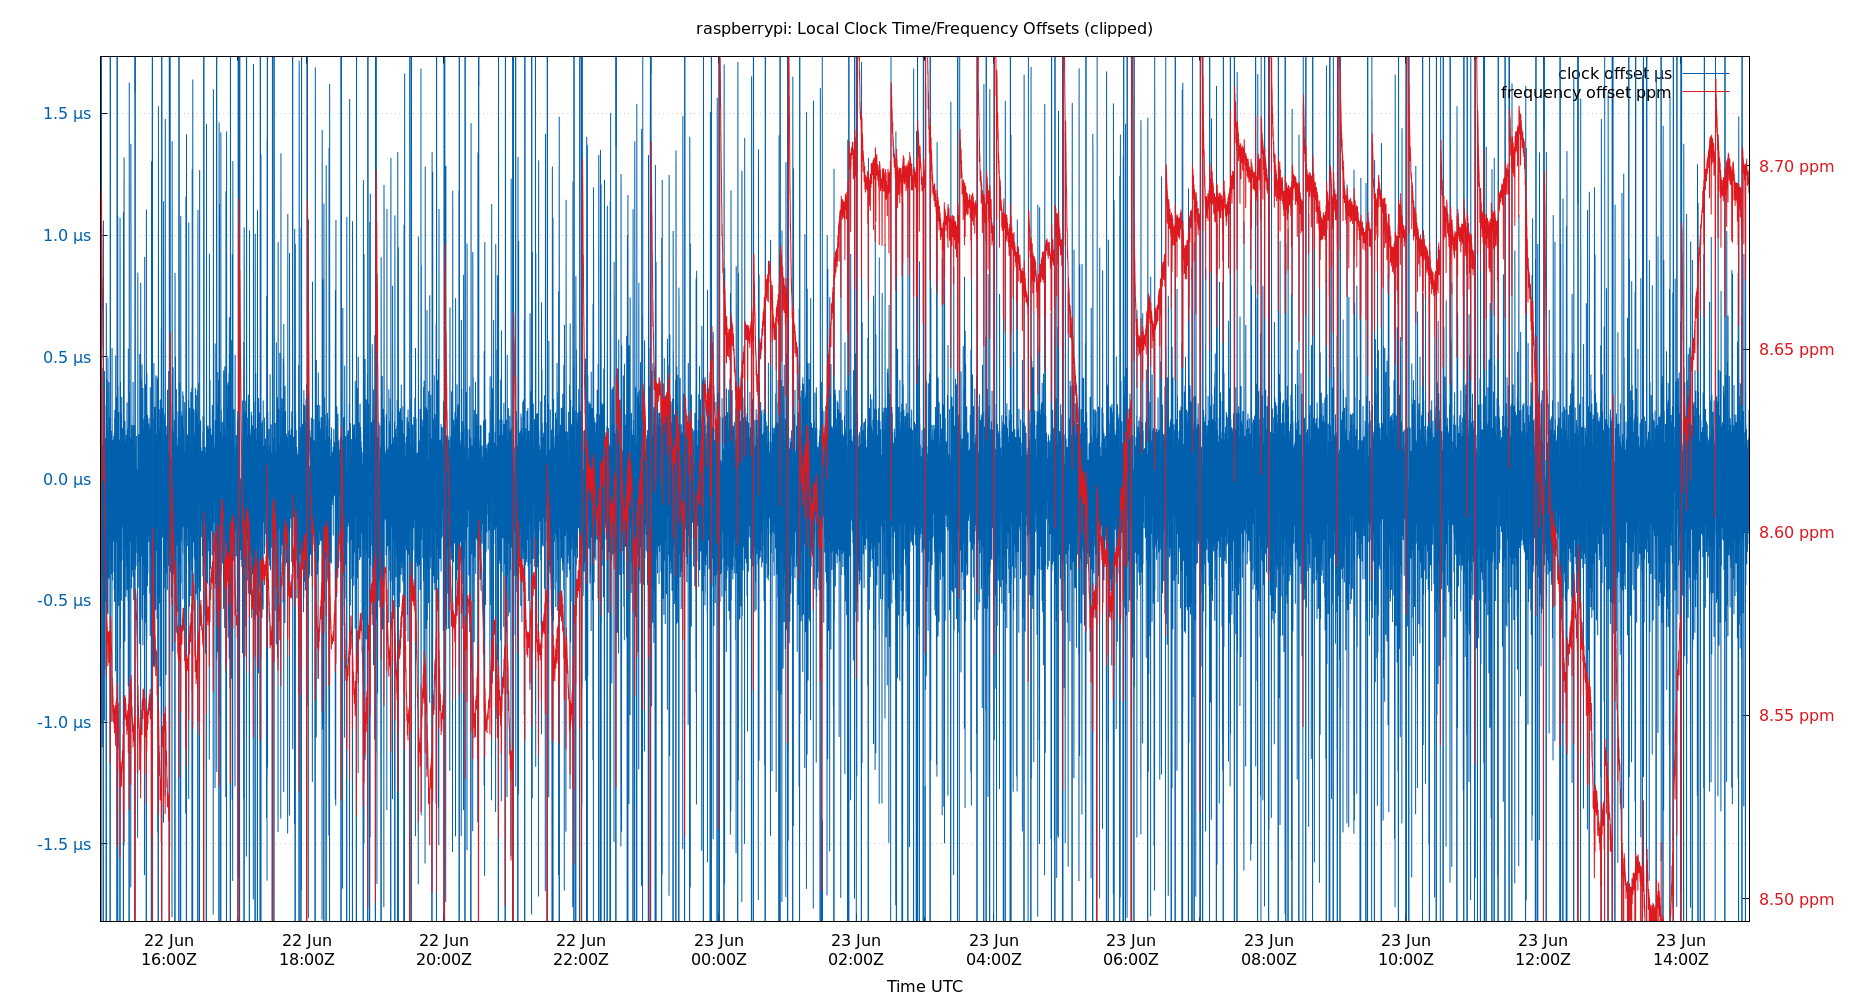 raspberrypi: Local Clock Time/Frequency Offsets (clipped)
clock offset µs
frequency offset ppm
1.5 µs
1.0 µs
0.5 µs
0.0 µs
-0.5 µs
-1.0 µs
-1.5 µs
8.70 ppm
8.65 ppm
8.60 ppm
8.55 ppm
8.50 ppm
22 Jun 22 Jun 22 Jun 22 Jun 23 Jun 23 Jun 23 Jun 23 Jun 23 Jun 23 Jun 23 Jun 23 Jun
16:00Z 18:00Z 20:00Z 22:00Z 00:00Z 02:00Z 04:00Z 06:00Z 08:00Z 10:00Z 12:00Z 14:00Z
Time UTC